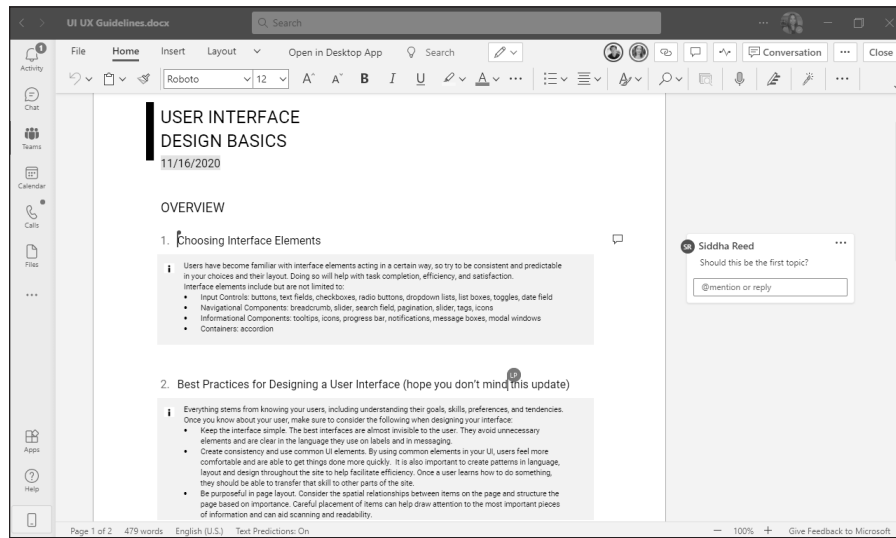 UI UX Guidelines.docx
Search
Activity
1
Chat
Teams
Calendar
Calls
Files
Apps
Help
File Home Insert Layout Open in Desktop App Search Conversation Close
Roboto 12 A A B I U A A
USER INTERFACE
DESIGN BASICS
11/16/2020
OVERVIEW
1. Choosing Interface Elements
Users have become familiar with interface elements acting in a certain way, so try to be consistent and predictable
in your choices and their layout. Doing so will help with task completion, efficiency, and satisfaction.
Interface elements include but are not limited to:
• Input Controls: buttons, text fields, checkboxes, radio buttons, dropdown lists, list boxes, toggles, date field
• Navigational Components: breadcrumb, slider, search field, pagination, slider, tags, icons
• Informational Components: tooltips, icons, progress bar, notifications, message boxes, modal windows
• Containers: accordion
LP
2. Best Practices for Designing a User Interface (hope you don't mind this update)
Everything stems from knowing your users, including understanding their goals, skills, preferences, and tendencies.
Once you know about your user, make sure to consider the following when designing your interface:
• Keep the interface simple. The best interfaces are almost invisible to the user. They avoid unnecessary
elements and are clear in the language they use on labels and in messaging.
• Create consistency and use common UI elements. By using common elements in your UI, users feel more
comfortable and are able to get things done more quickly. It is also important to create patterns in language,
layout and design throughout the site to help facilitate efficiency. Once a user learns how to do something,
they should be able to transfer that skill to other parts of the site.
• Be purposeful in page layout. Consider the spatial relationships between items on the page and structure the
page based on importance. Careful placement of items can help draw attention to the most important pieces
of information and can aid scanning and readability.
SR Siddha Reed
Should this be the first topic?
@mention or reply
Page 1 of 2 479 words English (U.S.) Text Predictions: On 100% Give Feedback to Microsoft